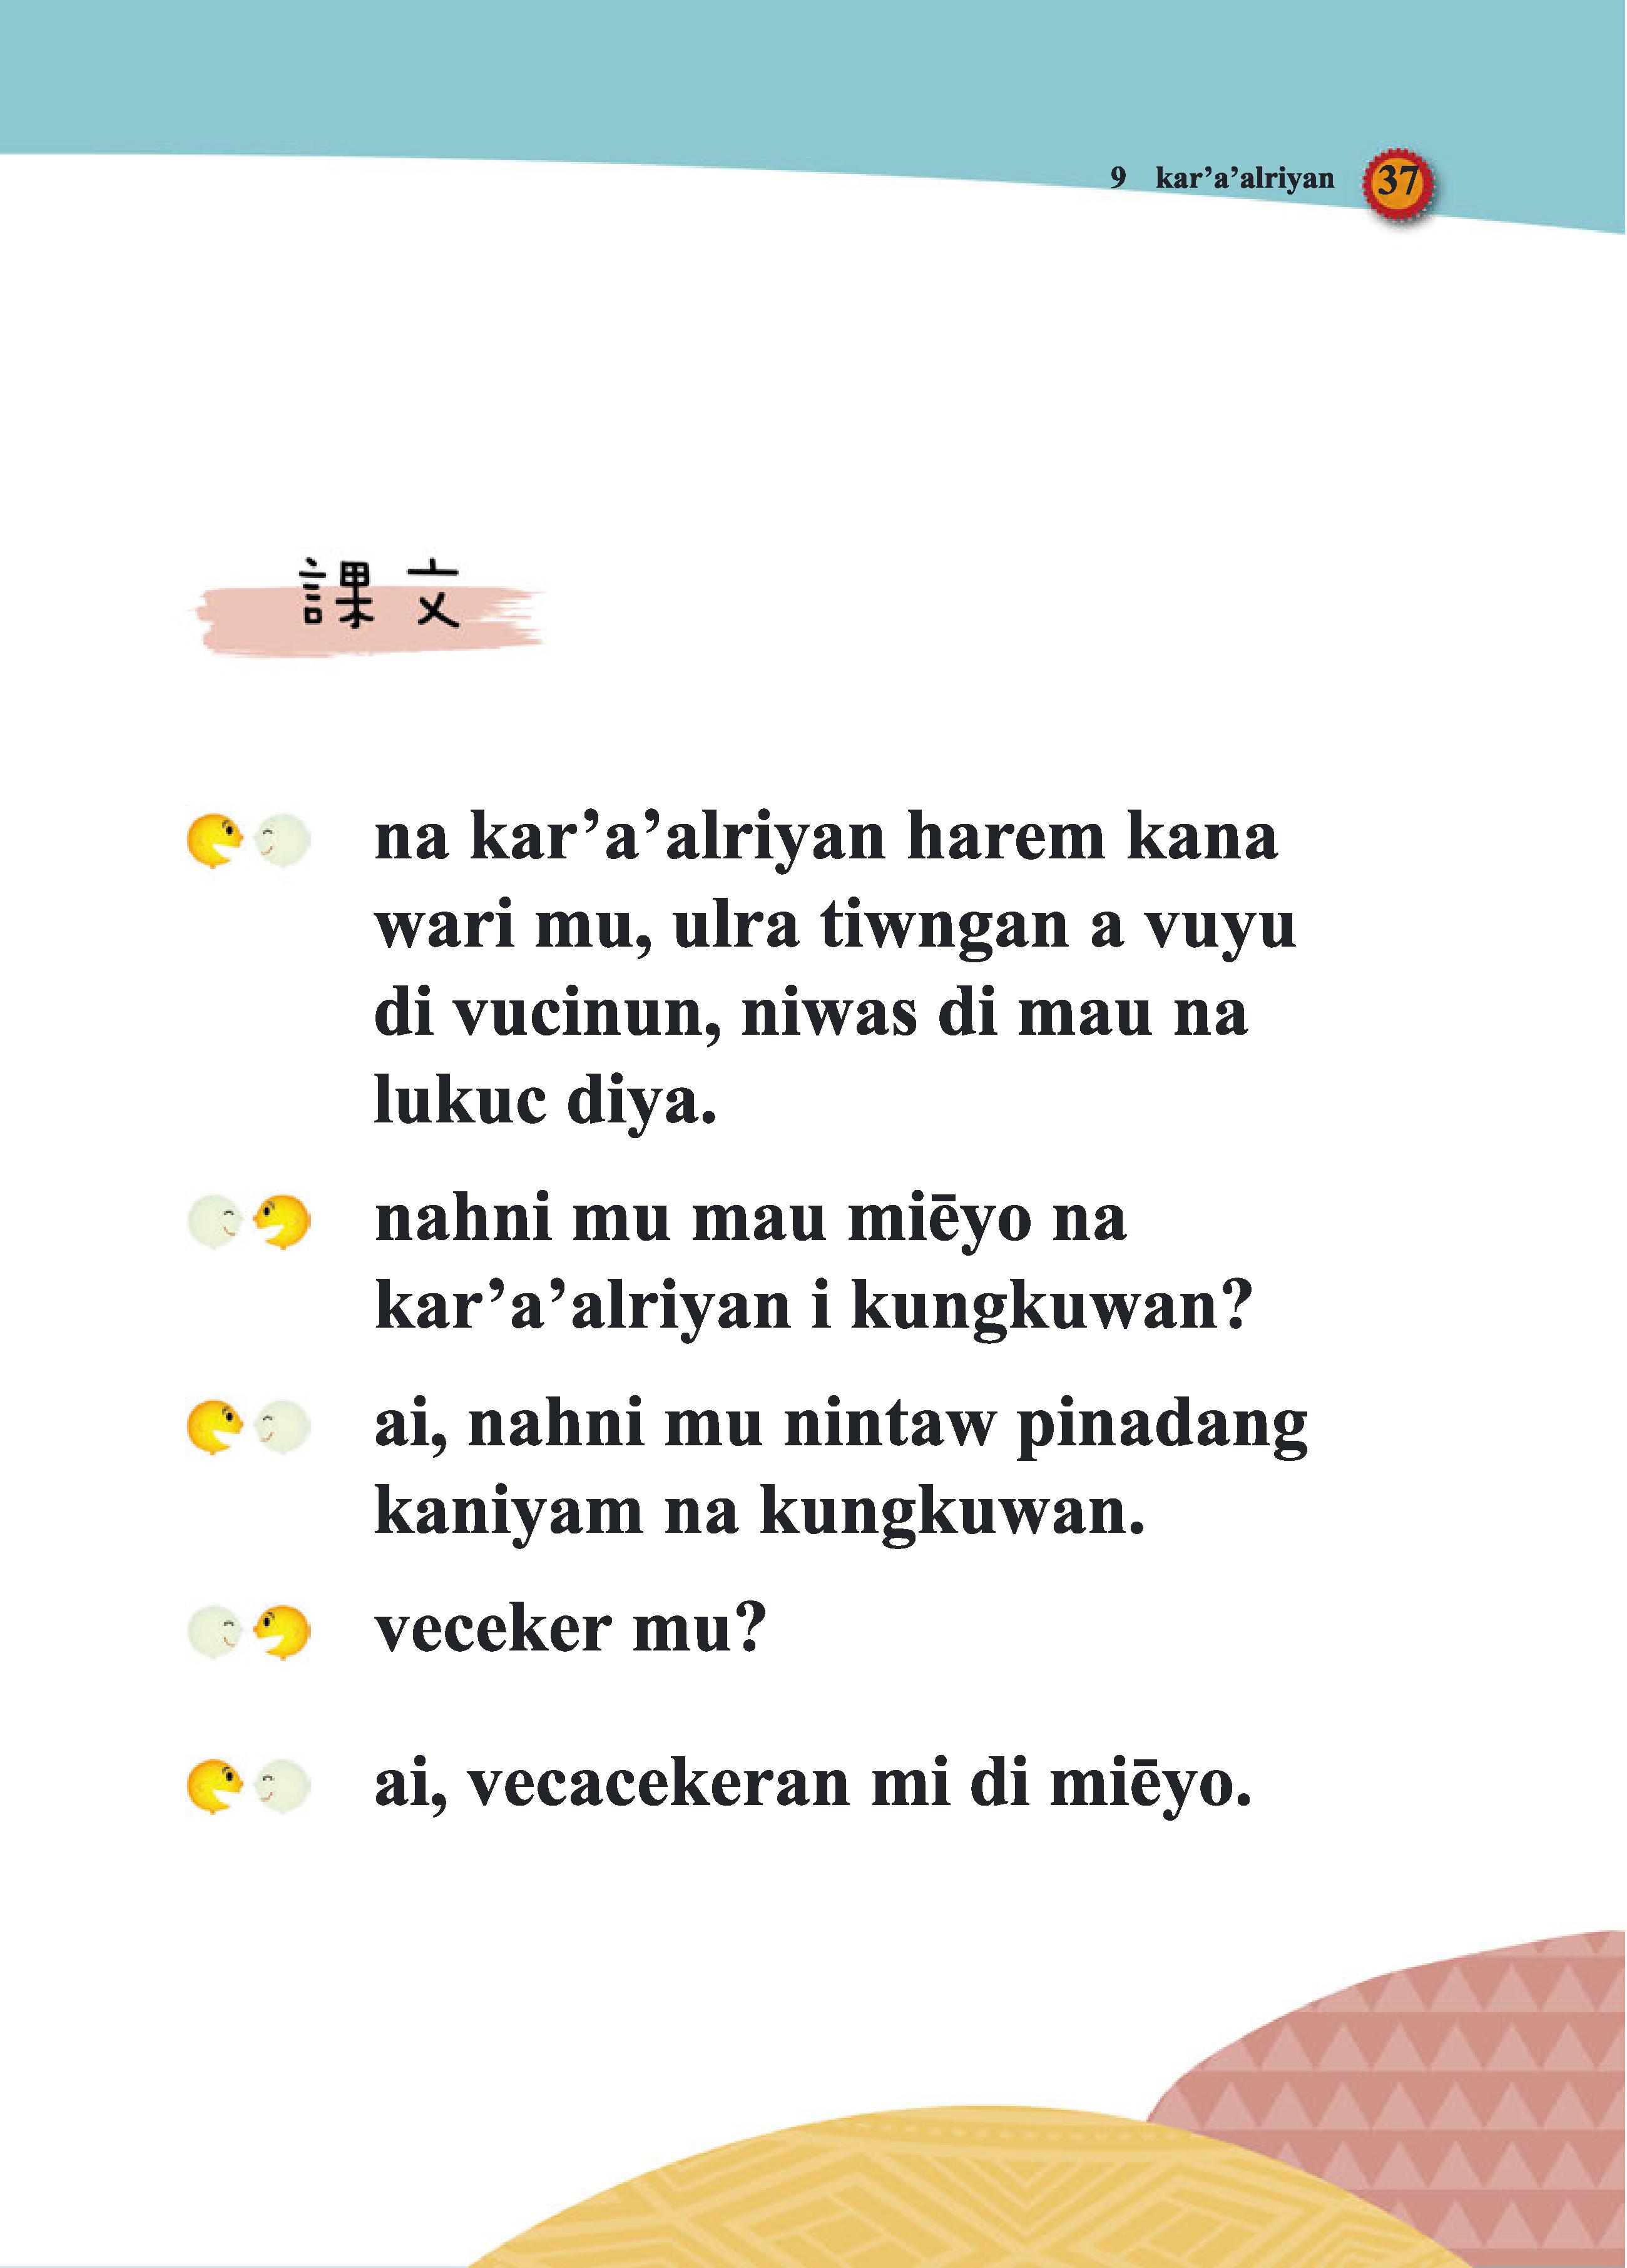 9 kar’a’alriyan 37
課文
na kar’a’alriyan harem kana
wari mu, ulra tiwngan a vuyu
di vucinun, niwas di mau na
lukuc diya.
nahni mu mau miēyo na
kar’a’alriyan i kungkuwan?
ai, nahni mu nintaw pinadang
kaniyam na kungkuwan.
veceker mu?
ai, vecacekeran mi di miēyo.